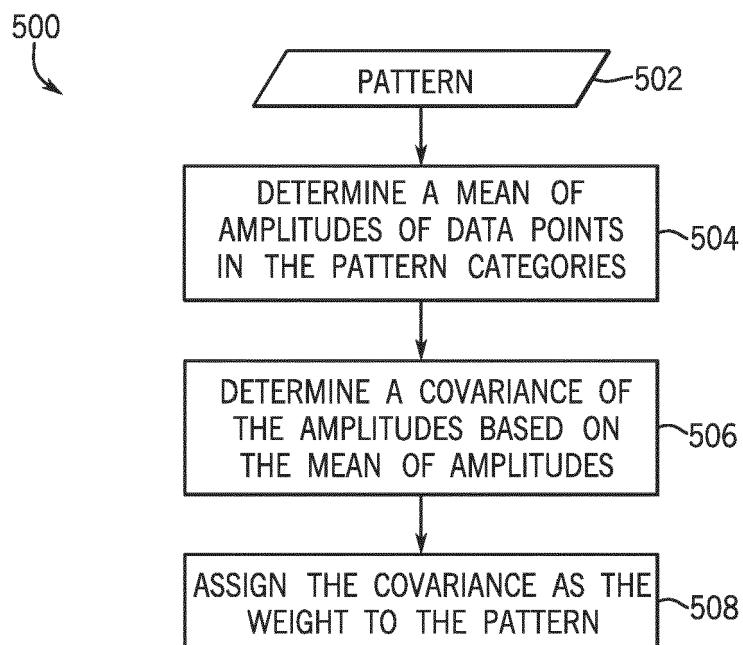 500
PATTERN
502
DETERMINE A MEAN OF
AMPLITUDES OF DATA POINTS
IN THE PATTERN CATEGORIES
504
DETERMINE A COVARIANCE OF
THE AMPLITUDES BASED ON
THE MEAN OF AMPLITUDES
506
ASSIGN THE COVARIANCE AS THE
WEIGHT TO THE PATTERN
508